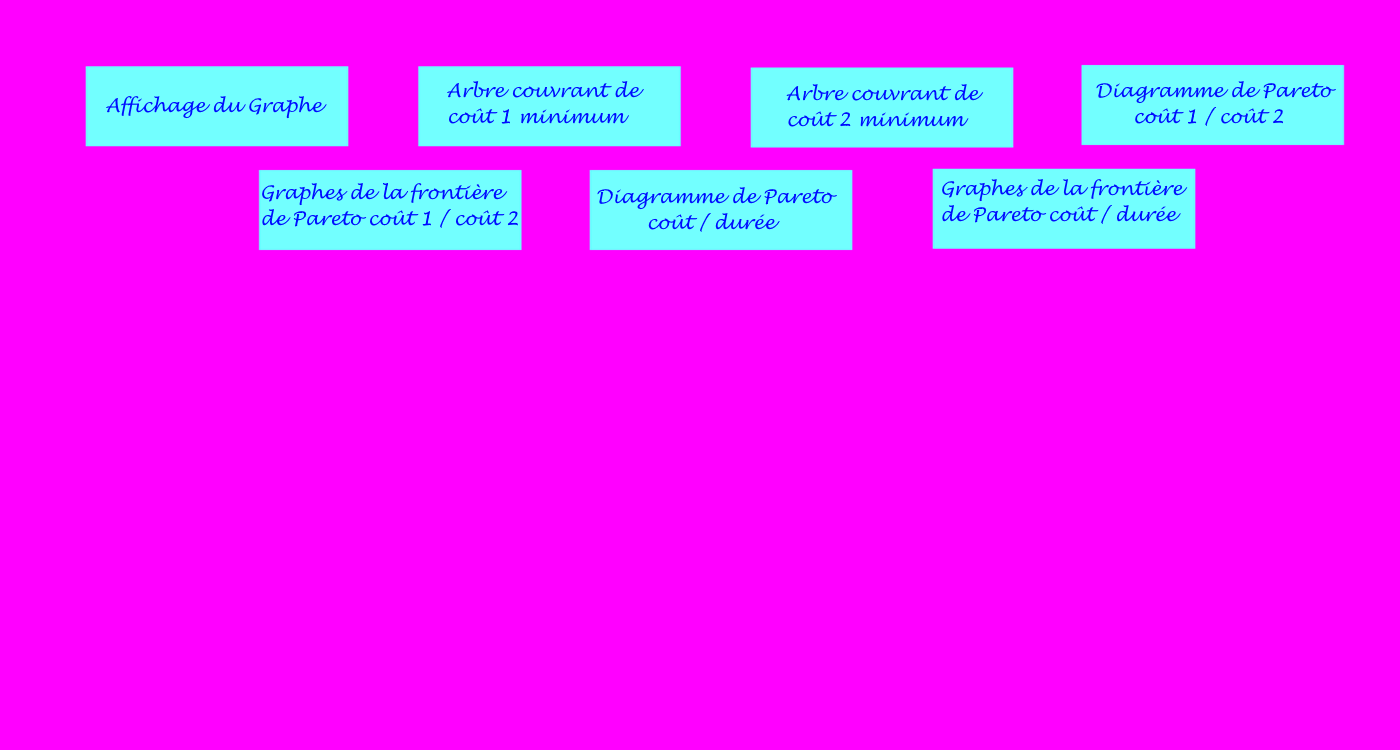 Affichage du Graphe
Arbre couvrant de
coût 1 minimum
Arbre couvrant de
coût 2 minimum
Diagramme de Pareto
coût 1 / coût 2
Graphes de la frontière
de Pareto coût 1 / coût 2
Diagramme de Pareto
coût / durée
Graphes de la frontière
de Pareto coût / durée